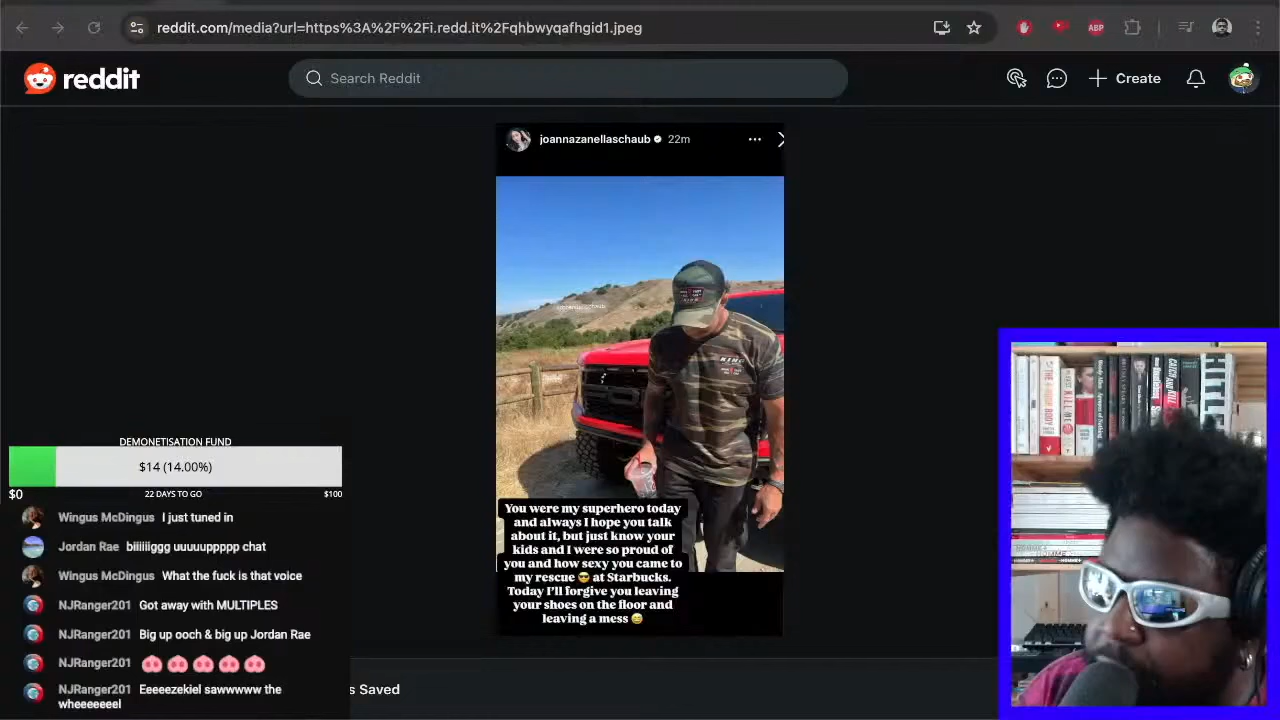 reddit.com/media?url=https%3A%2F%2Fi.redd.it%2Fqhbwyqafhgid1.jpeg
ABP
reddit
Search Reddit
Create
joannazanellaschaub 22m
You were my superhero today
and always I hope you talk
about it, but just know your
kids and I were so proud of
you and how sexy you came to
my rescue 😎 at Starbucks.
Today I'll forgive you leaving
your shoes on the floor and
leaving a mess 😅
DEMONETISATION FUND
$14 (14.00%)
$0
22 DAYS TO GO
$100
Wingus McDingus I just tuned in
Jordan Rae biiiiliggg uuuuuppppp chat
Wingus McDingus What the fuck is that voice
NJRanger201 Got away with MULTIPLES
NJRanger201 Big up ooch & big up Jordan Rae
NJRanger201 🐽 🐽 🐽 🐽 🐽
NJRanger201 Eeeeezekiel sawwwww the
wheeeeeeel
s Saved
HITLER